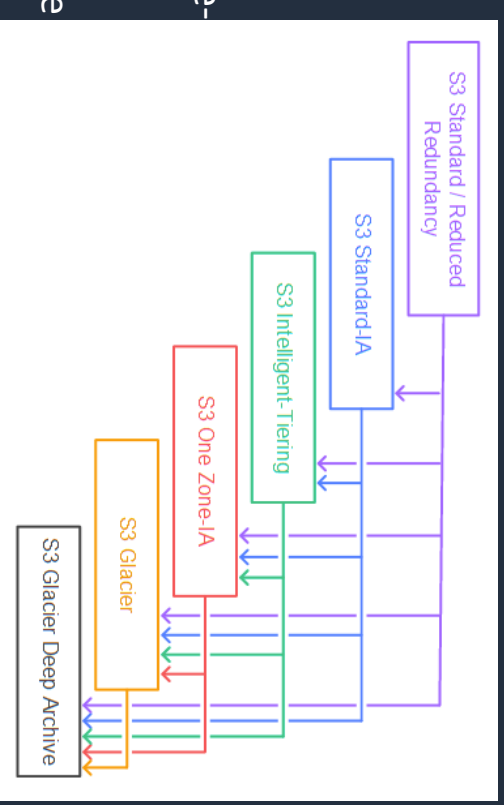 S3 Standard / Reduced
Redundancy
S3 Standard-IA
S3 Intelligent-Tiering
S3 One Zone-IA
S3 Glacier
S3 Glacier Deep Archive